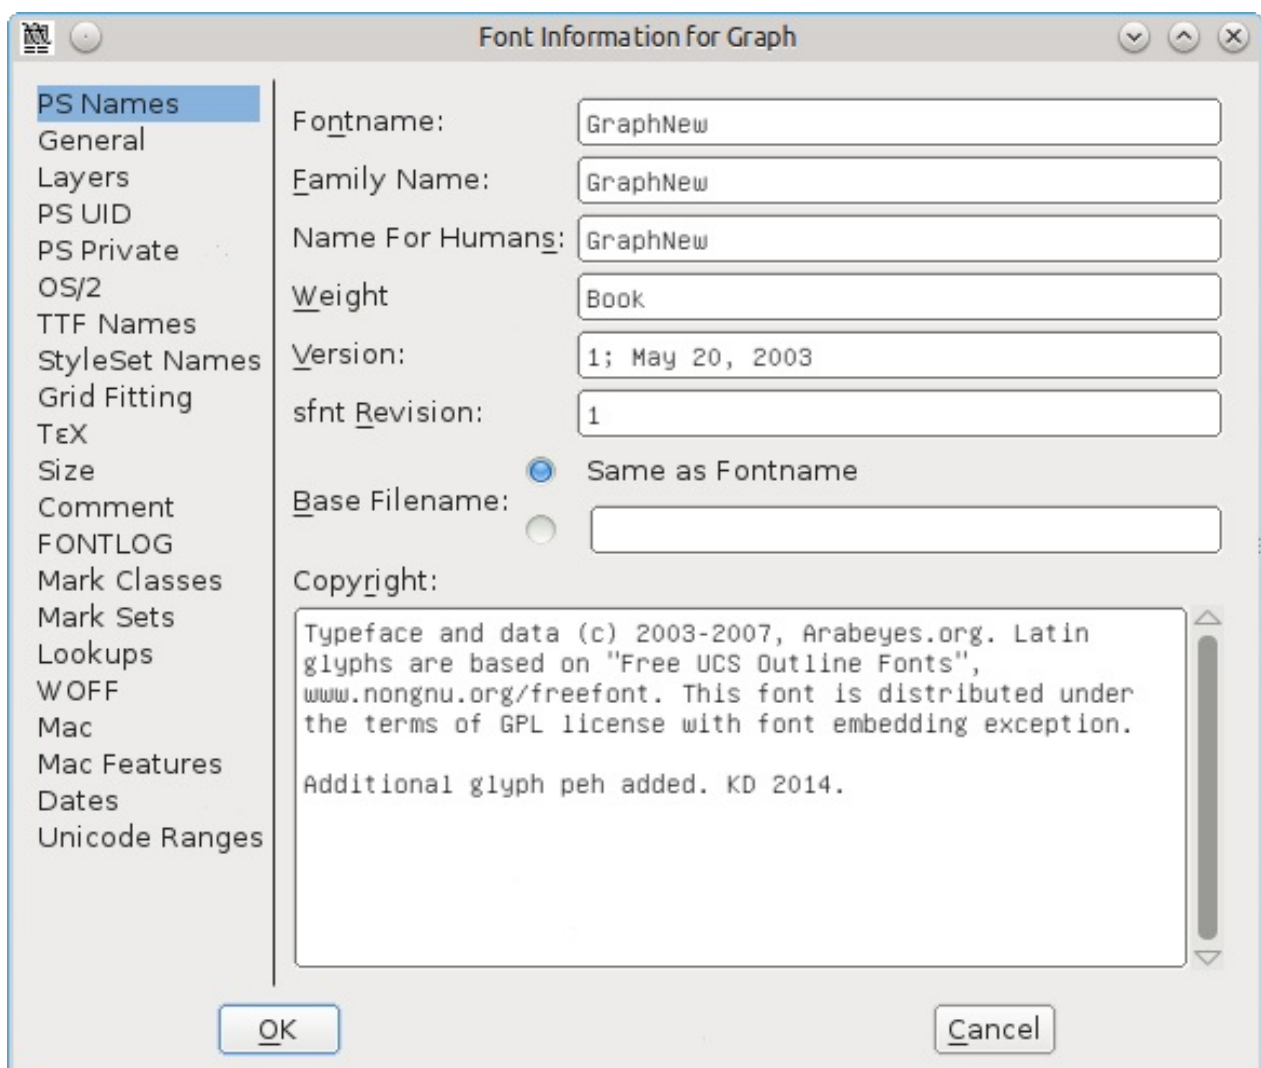 Font Information for Graph
PS Names
General
Layers
PS UID
PS Private
OS/2
TTF Names
StyleSet Names
Grid Fitting
TεX
Size
Comment
FONTLOG
Mark Classes
Mark Sets
Lookups
WOFF
Mac
Mac Features
Dates
Unicode Ranges
Fontname: GraphNew
Family Name: GraphNew
Name For Humans: GraphNew
Weight Book
Version: 1; May 20, 2003
sfnt Revision: 1
Same as Fontname
Base Filename:
Copyright:
Typeface and data (c) 2003-2007, Arabeyes.org. Latin
glyphs are based on "Free UCS Outline Fonts",
www.nongnu.org/freefont. This font is distributed under
the terms of GPL license with font embedding exception.
Additional glyph peh added. KD 2014.
OK
Cancel